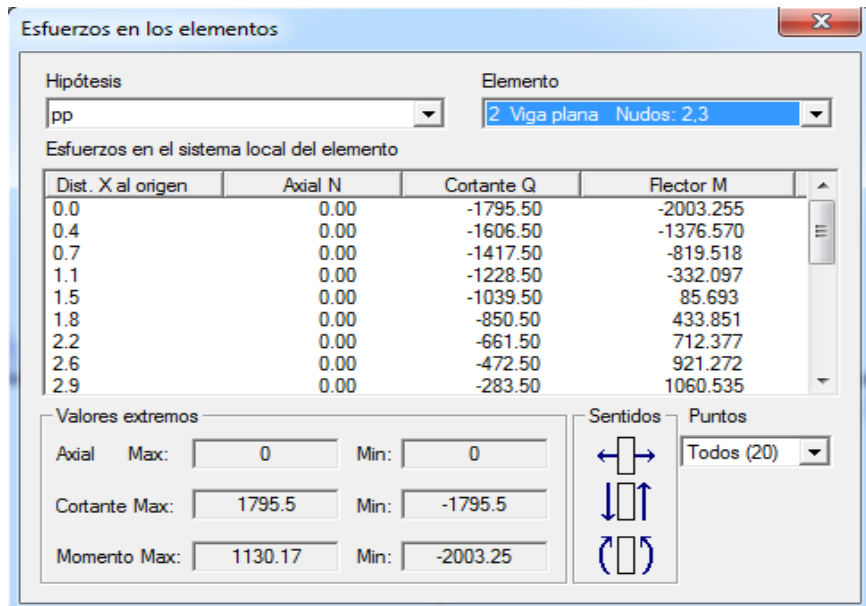 Esfuerzos en los elementos
Hipótesis Elemento
pp 2 Viga plana Nudos: 2,3
Esfuerzos en el sistema local del elemento
Dist. X al origen Axial N Cortante Q Flector M
0.0 0.00 -1795.50 -2003.255
0.4 0.00 -1606.50 -1376.570
0.7 0.00 -1417.50 -819.518
1.1 0.00 -1228.50 -332.097
1.5 0.00 -1039.50 85.693
1.8 0.00 -850.50 433.851
2.2 0.00 -661.50 712.377
2.6 0.00 -472.50 921.272
2.9 0.00 -283.50 1060.535
Valores extremos Sentidos Puntos
Axial Max: 0 Min: 0 Todos (20)
Cortante Max: 1795.5 Min: -1795.5
Momento Max: 1130.17 Min: -2003.25